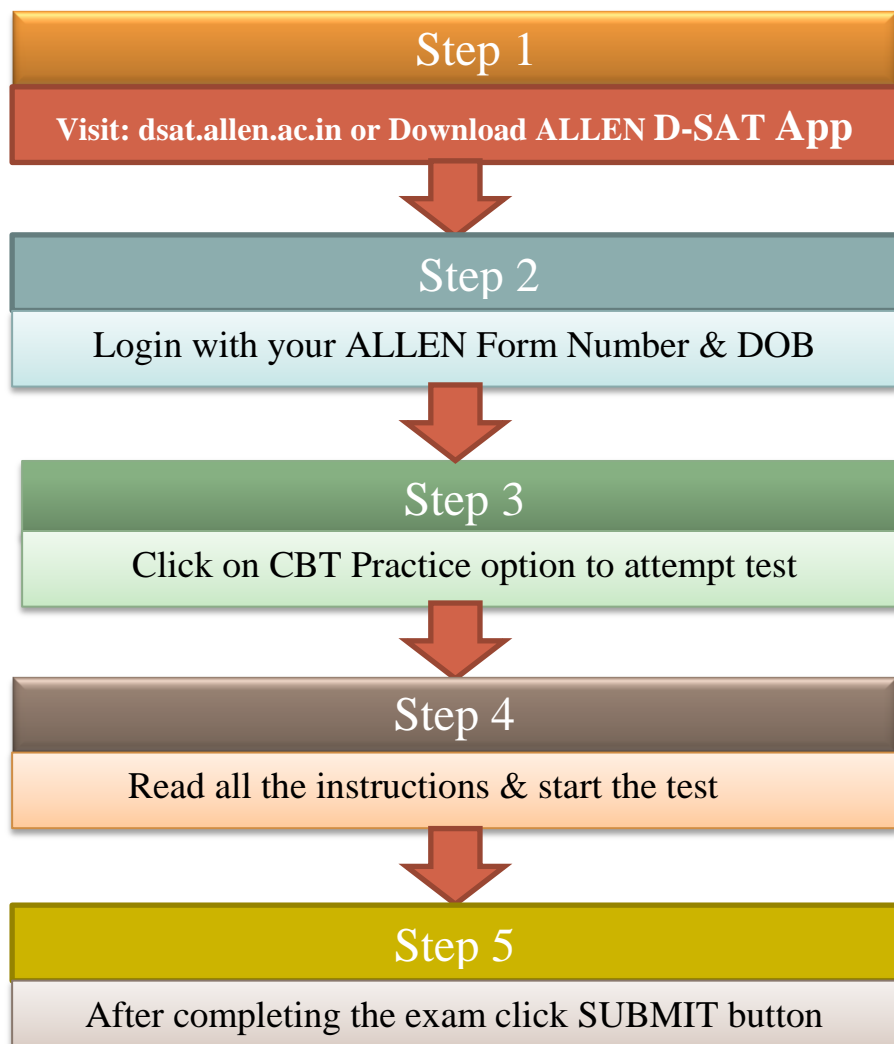 Step 1
Visit: dsat.allen.ac.in or Download ALLEN D-SAT App
Step 2
Login with your ALLEN Form Number & DOB
Step 3
Click on CBT Practice option to attempt test
Step 4
Read all the instructions & start the test
Step 5
After completing the exam click SUBMIT button